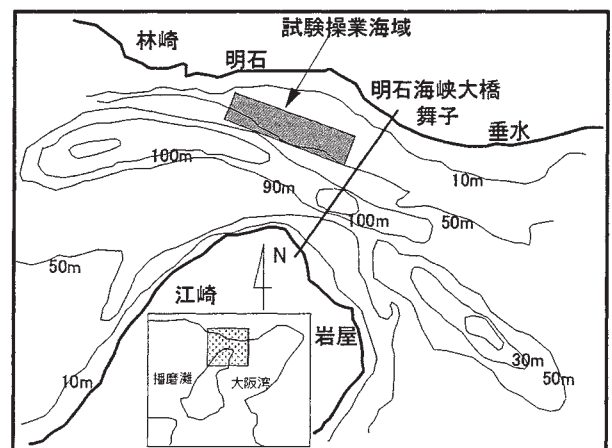 試験操業海域
林崎
明石
明石海峡大橋
舞子
垂水
100m
90m
10m
100m
50m
50m
N
江崎
岩屋
30m
50m
10m
播磨灘
大阪湾